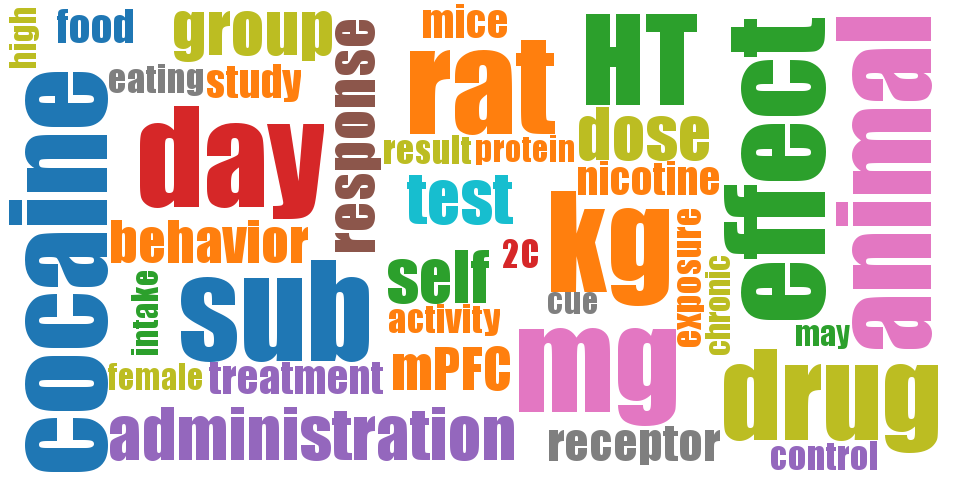 high
food
group
response
mice
rat
HT
effect
animal
cocaine
eating
study
day
result
protein
dose
test
nicotine
behavior
2C
kg
exposure
chronic
intake
sub
self
activity
cue
may
female
treatment
mPFC
mg
drug
administration
receptor
control